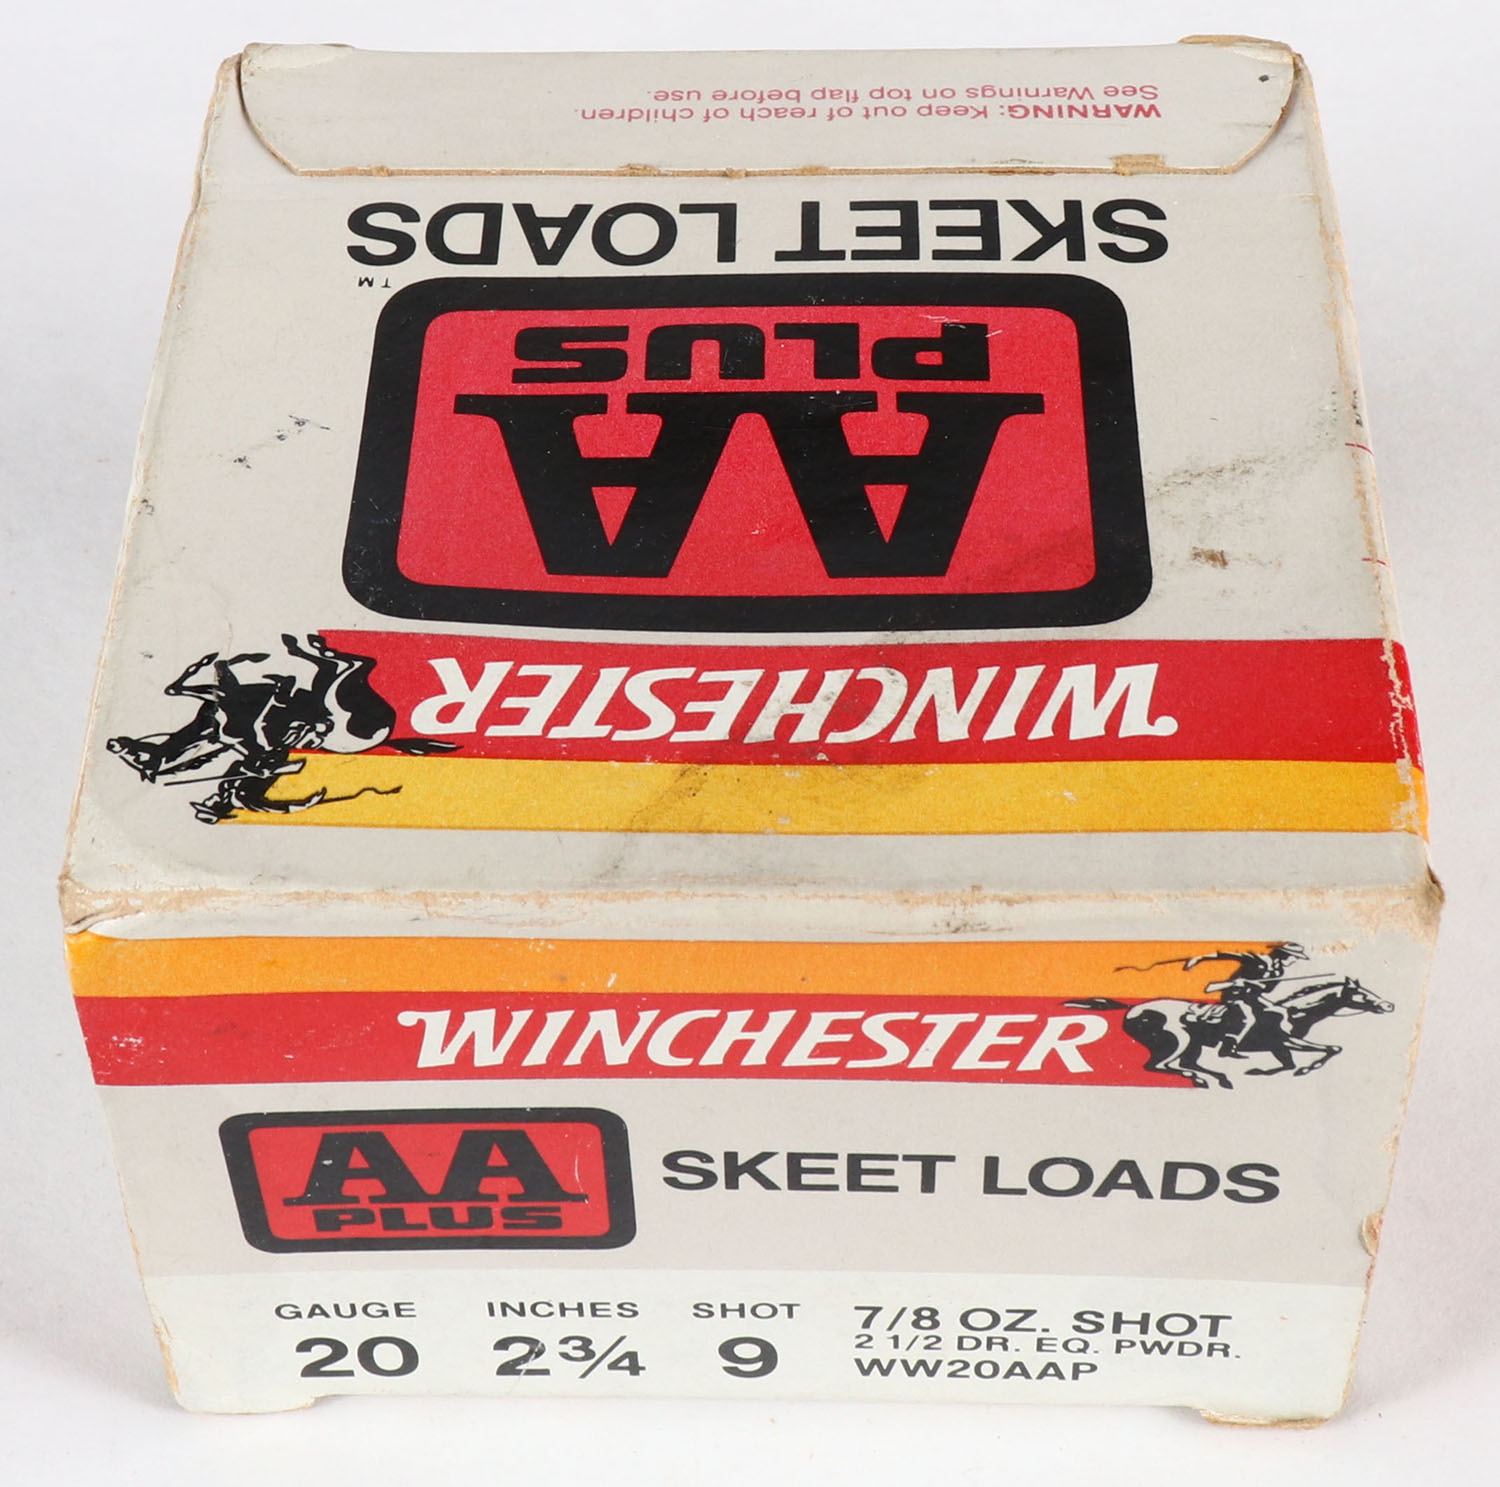 WARNING: Keep out of reach of children.
See Warnings on top flap before use.
SKEET LOADS
TM
AA
PLUS
WINCHESTER
WINCHESTER
AA
PLUS
SKEET LOADS
GAUGE INCHES SHOT
20 2 3/4 9
7/8 OZ. SHOT
2 1/2 DR. EQ. PWDR.
WW20AAP